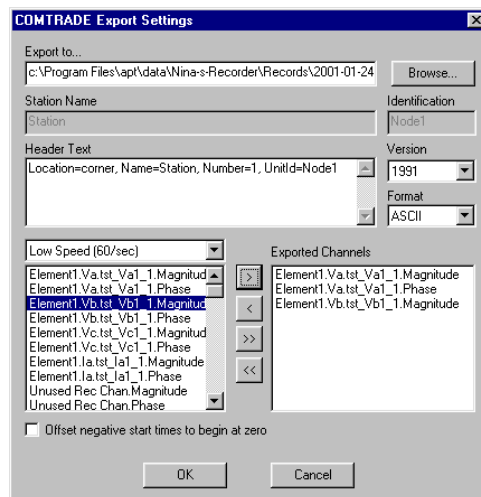 COMTRADE Export Settings
Export to...
c:\Program Files\apt\data\Nina-s-Recorder\Records\2001-01-24
Browse...
Station Name
Identification
Station
Node1
Header Text
Version
Location=corner, Name=Station, Number=1, UnitId=Node1
1991
Format
ASCII
Low Speed (60/sec)
Exported Channels
Element1.Va.tst_Va1_1.Magnitud
Element1.Va.tst_Va1_1.Phase
Element1.Vb.tst_Vb1_1.Magnitud
Element1.Vb.tst_Vb1_1.Phase
Element1.Vc.tst_Vc1_1.Magnitud
Element1.Vc.tst_Vc1_1.Phase
Element1.Ia.tst_Ia1_1.Magnitude
Element1.Ia.tst_Ia1_1.Phase
Unused Rec Chan.Magnitude
Unused Rec Chan.Phase
>
<
>>
<<
Element1.Va.tst_Va1_1.Magnitude
Element1.Va.tst_Va1_1.Phase
Element1.Vb.tst_Vb1_1.Magnitude
Offset negative start times to begin at zero
OK
Cancel